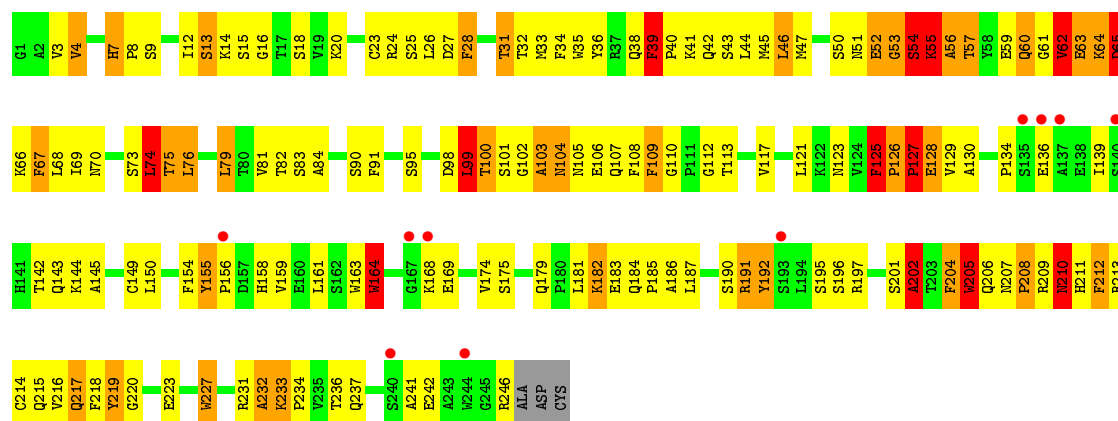 G1 A2 V3 V4 H7 P8 S9 I12 S13 K14 S15 G16 T17 S18 V19 K20 C23 R24 S25 L26 D27 F28 T31 T32 M33 F34 W35 Y36 R37 Q38 F39 P40 K41 Q42 S43 L44 M45 L46 M47 S50 N51 E52 G53 S54 K55 A56 T57 Y58 E59 Q60 G61 V62 E63 K64 D65
K66 F67 L68 I69 N70 S73 L74 T75 L76 L79 T80 V81 T82 S83 A84 S90 F91 S95 D98 L99 T100 S101 G102 A103 N104 N105 E106 Q107 F108 F109 G110 P111 G112 T113 V117 L121 K122 N123 V124 F125 P126 P127 E128 V129 A130 P134 S135 E136 A137 E138 I139 S140
H141 T142 Q143 K144 A145 C149 L150 F154 Y155 P156 D157 H158 V159 E160 L161 S162 W163 W164 G167 K168 E169 V174 S175 Q179 P180 L181 K182 E183 Q184 P185 A186 L187 S190 R191 Y192 S193 L194 S195 S196 R197 S201 A202 T203 F204 W205 Q206 N207 P208 R209 N210 H211 F212 R213
C214 Q215 V216 Q217 F218 Y219 G220 E223 W227 R231 A232 K233 P234 V235 T236 Q237 S240 A241 E242 A243 W244 G245 R246 ALA ASP CYS